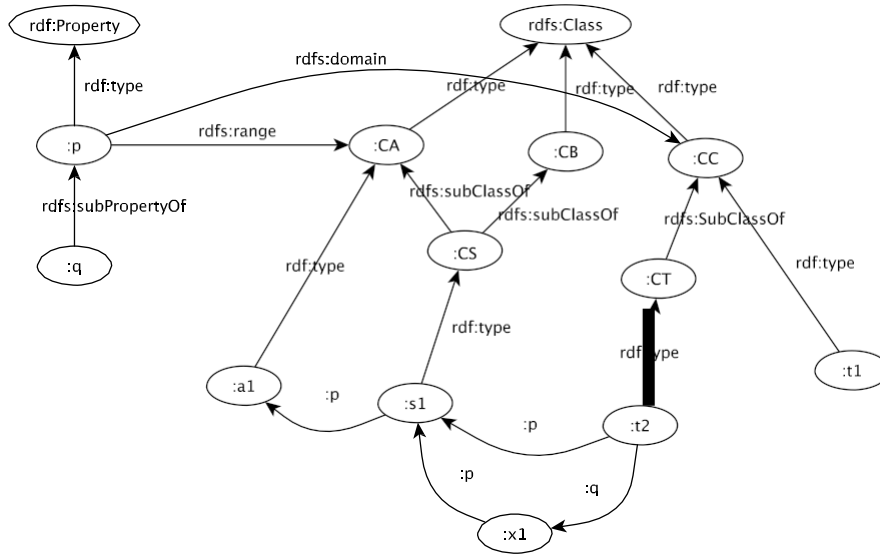 rdf:Property
rdfs:Class
rdfs:domain
rdf:type
rdf:type
rdf:type
rdf:type
rdfs:range
:p
:CA
:CB
:CC
rdfs:subClassOf
rdfs:subPropertyOf
rdfs:subClassOf
rdfs:SubClassOf
:CS
:q
rdf:type
:CT
rdf:type
rdf:type
:t1
:a1
:p
:s1
:p
:t2
:p
:q
:x1